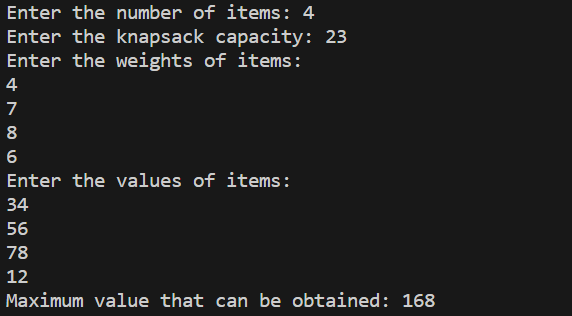 Enter the number of items: 4
Enter the knapsack capacity: 23
Enter the weights of items:
4
7
8
6
Enter the values of items:
34
56
78
12
Maximum value that can be obtained: 168